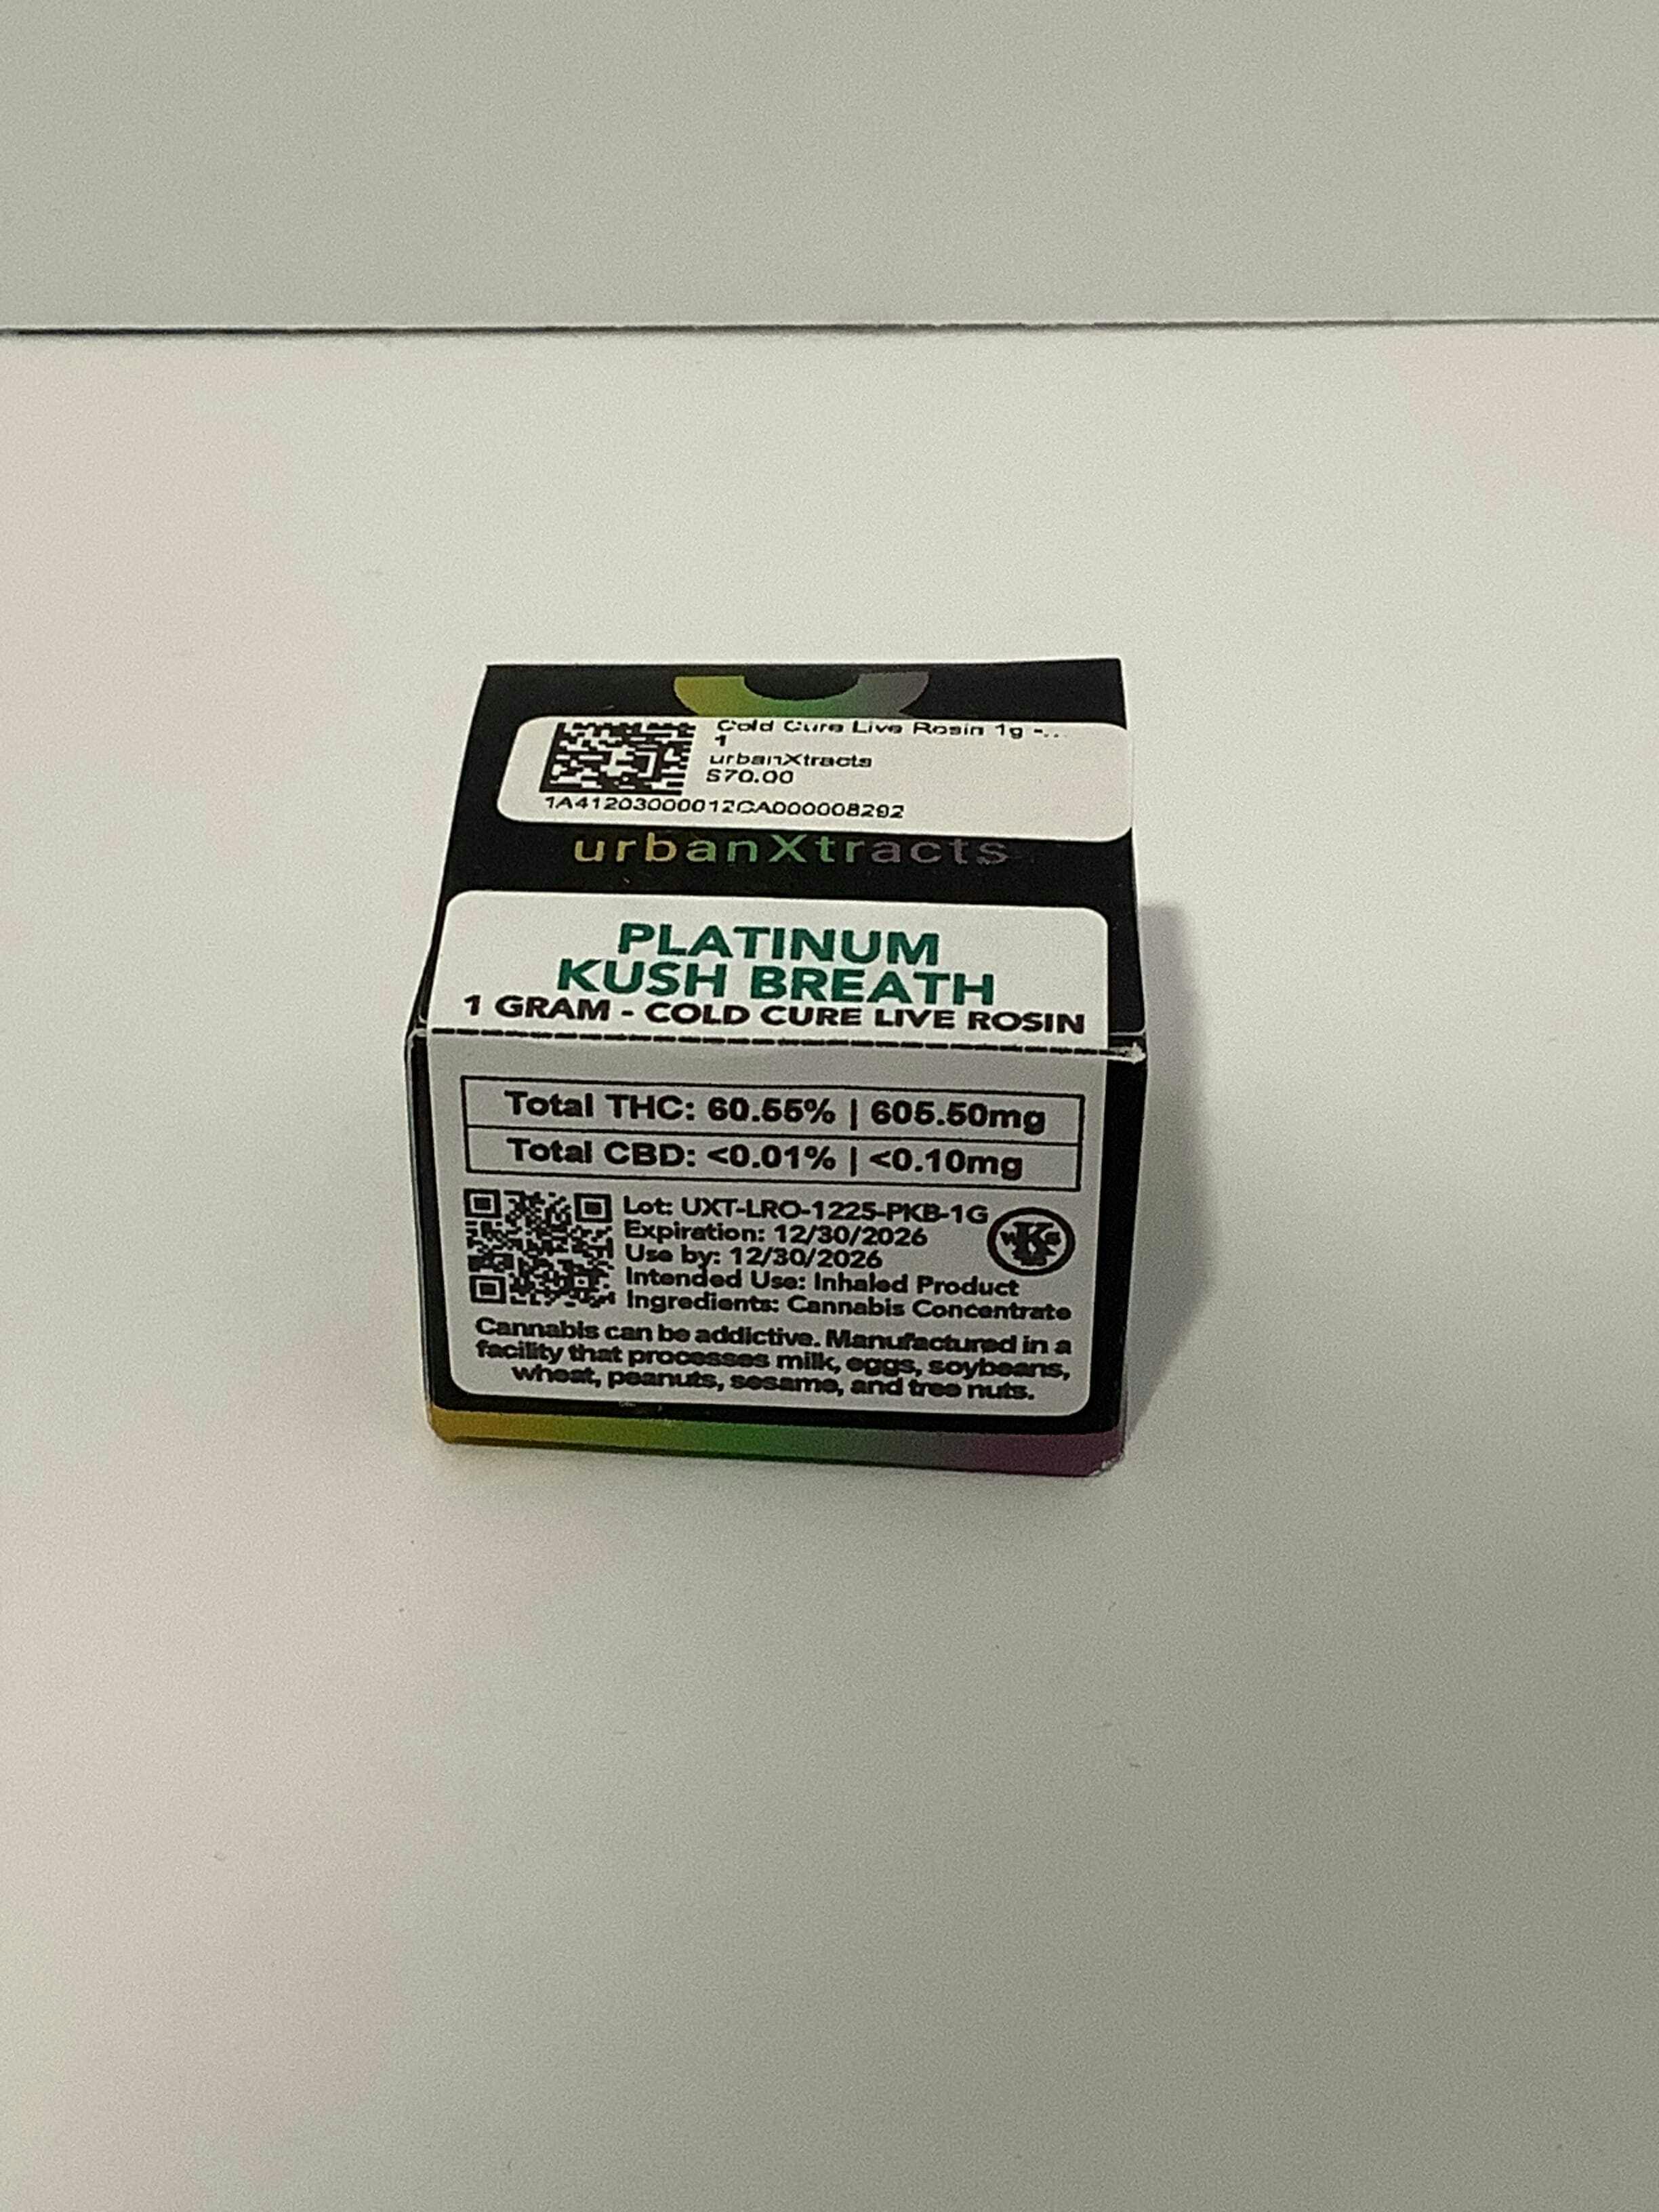 Cold Cure Live Rosin 1g -...
1
urbanXtracts
$70.00
1A41203000012CA000008292
urbanXtracts
PLATINUM
KUSH BREATH
1 GRAM - COLD CURE LIVE ROSIN
Total THC: 60.55% | 605.50mg
Total CBD: <0.01% | <0.10mg
Lot: UXT-LRO-1225-PKB-1G
Expiration: 12/30/2026
Use by: 12/30/2026
Intended Use: Inhaled Product
Ingredients: Cannabis Concentrate
Cannabis can be addictive. Manufactured in a
facility that processes milk, eggs, soybeans,
wheat, peanuts, sesame, and tree nuts.